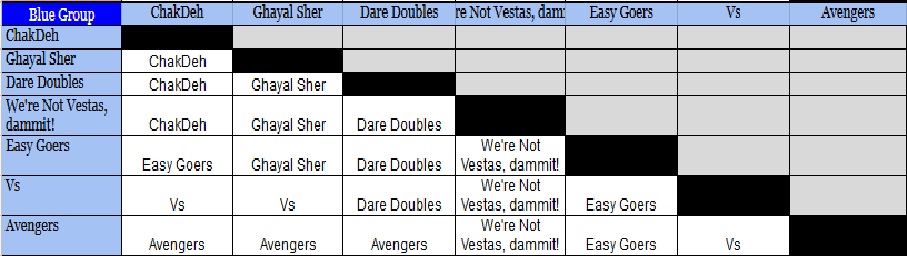 Blue Group ChakDeh Ghayal Sher Dare Doubles re Not Vestas, damm Easy Goers Vs Avengers
ChakDeh
Ghayal Sher ChakDeh
Dare Doubles ChakDeh Ghayal Sher
We're Not Vestas,
dammit! ChakDeh Ghayal Sher Dare Doubles
Easy Goers Easy Goers Ghayal Sher Dare Doubles We're Not
Vestas, dammit!
Vs Vs Vs Dare Doubles We're Not
Vestas, dammit! Easy Goers
Avengers Avengers Avengers Avengers We're Not
Vestas, dammit! Easy Goers Vs